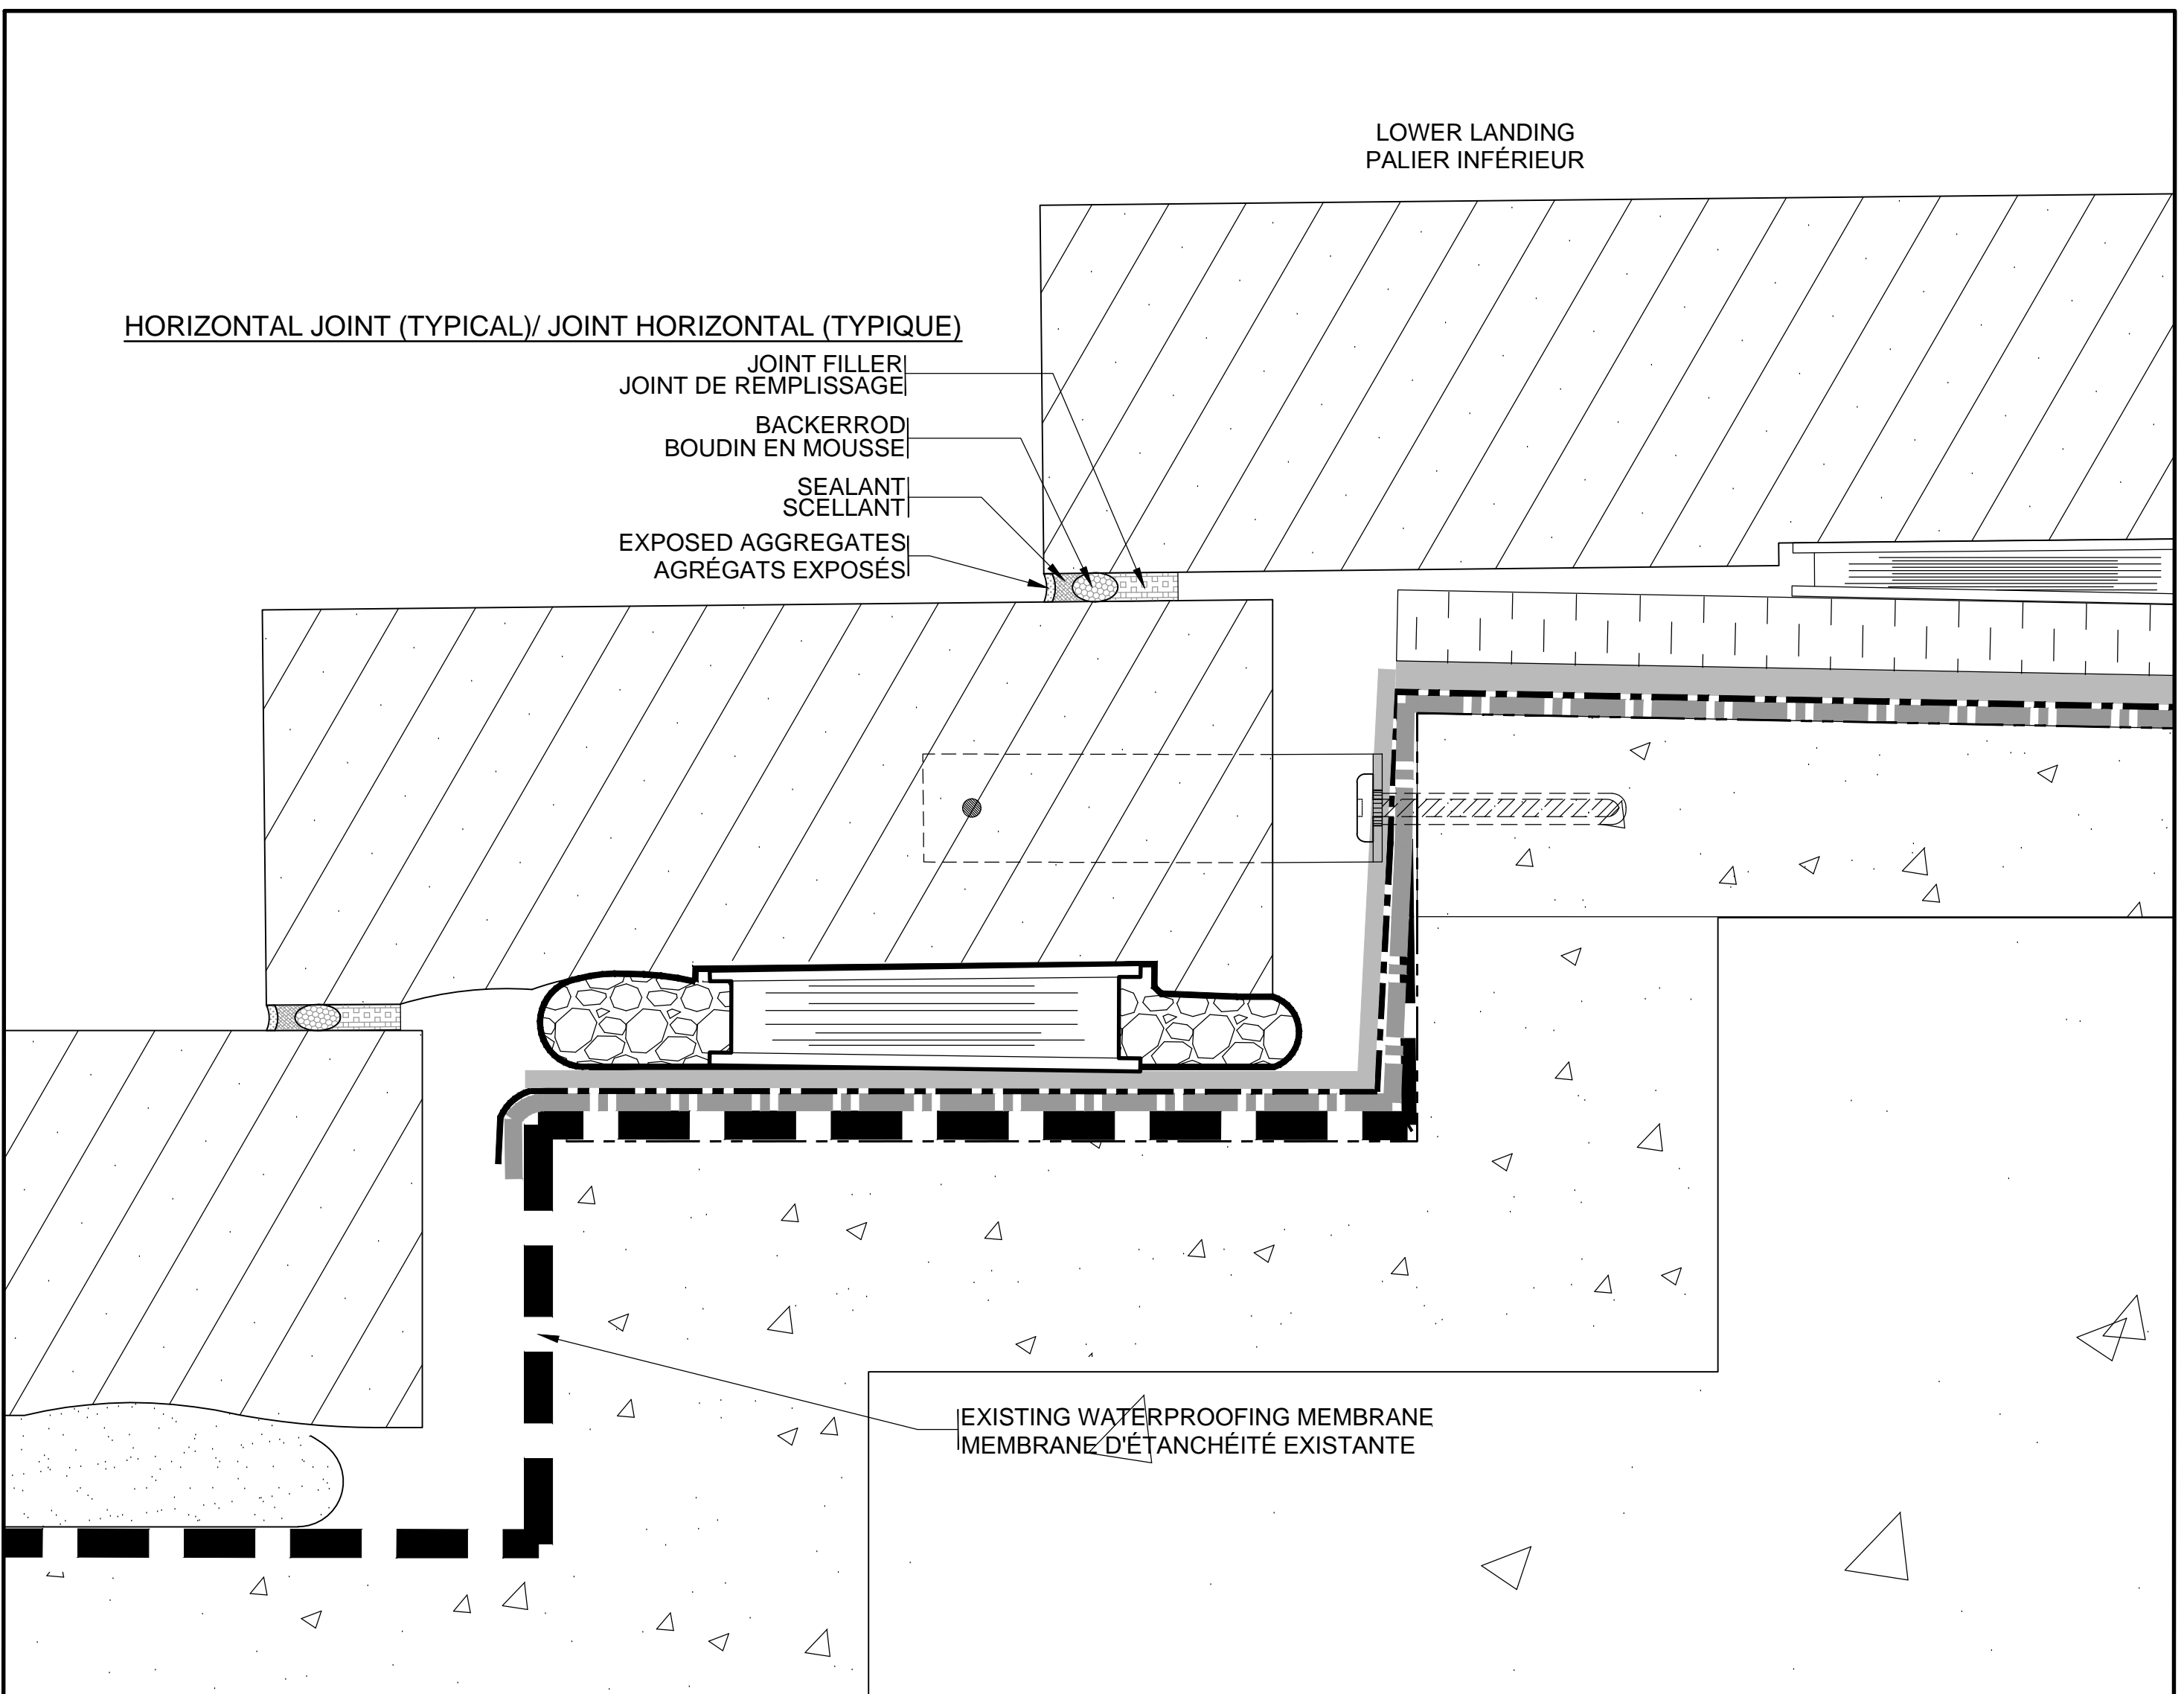 LOWER LANDING
PALIER INFÉRIEUR
HORIZONTAL JOINT (TYPICAL)/ JOINT HORIZONTAL (TYPIQUE)
JOINT FILLER
JOINT DE REMPLISSAGE
BACKERROD
BOUDIN EN MOUSSE
SEALANT
SCELLANT
EXPOSED AGGREGATES
AGRÉGATS EXPOSÉS
EXISTING WATERPROOFING MEMBRANE
MEMBRANE D'ÉTANCHÉITÉ EXISTANTE